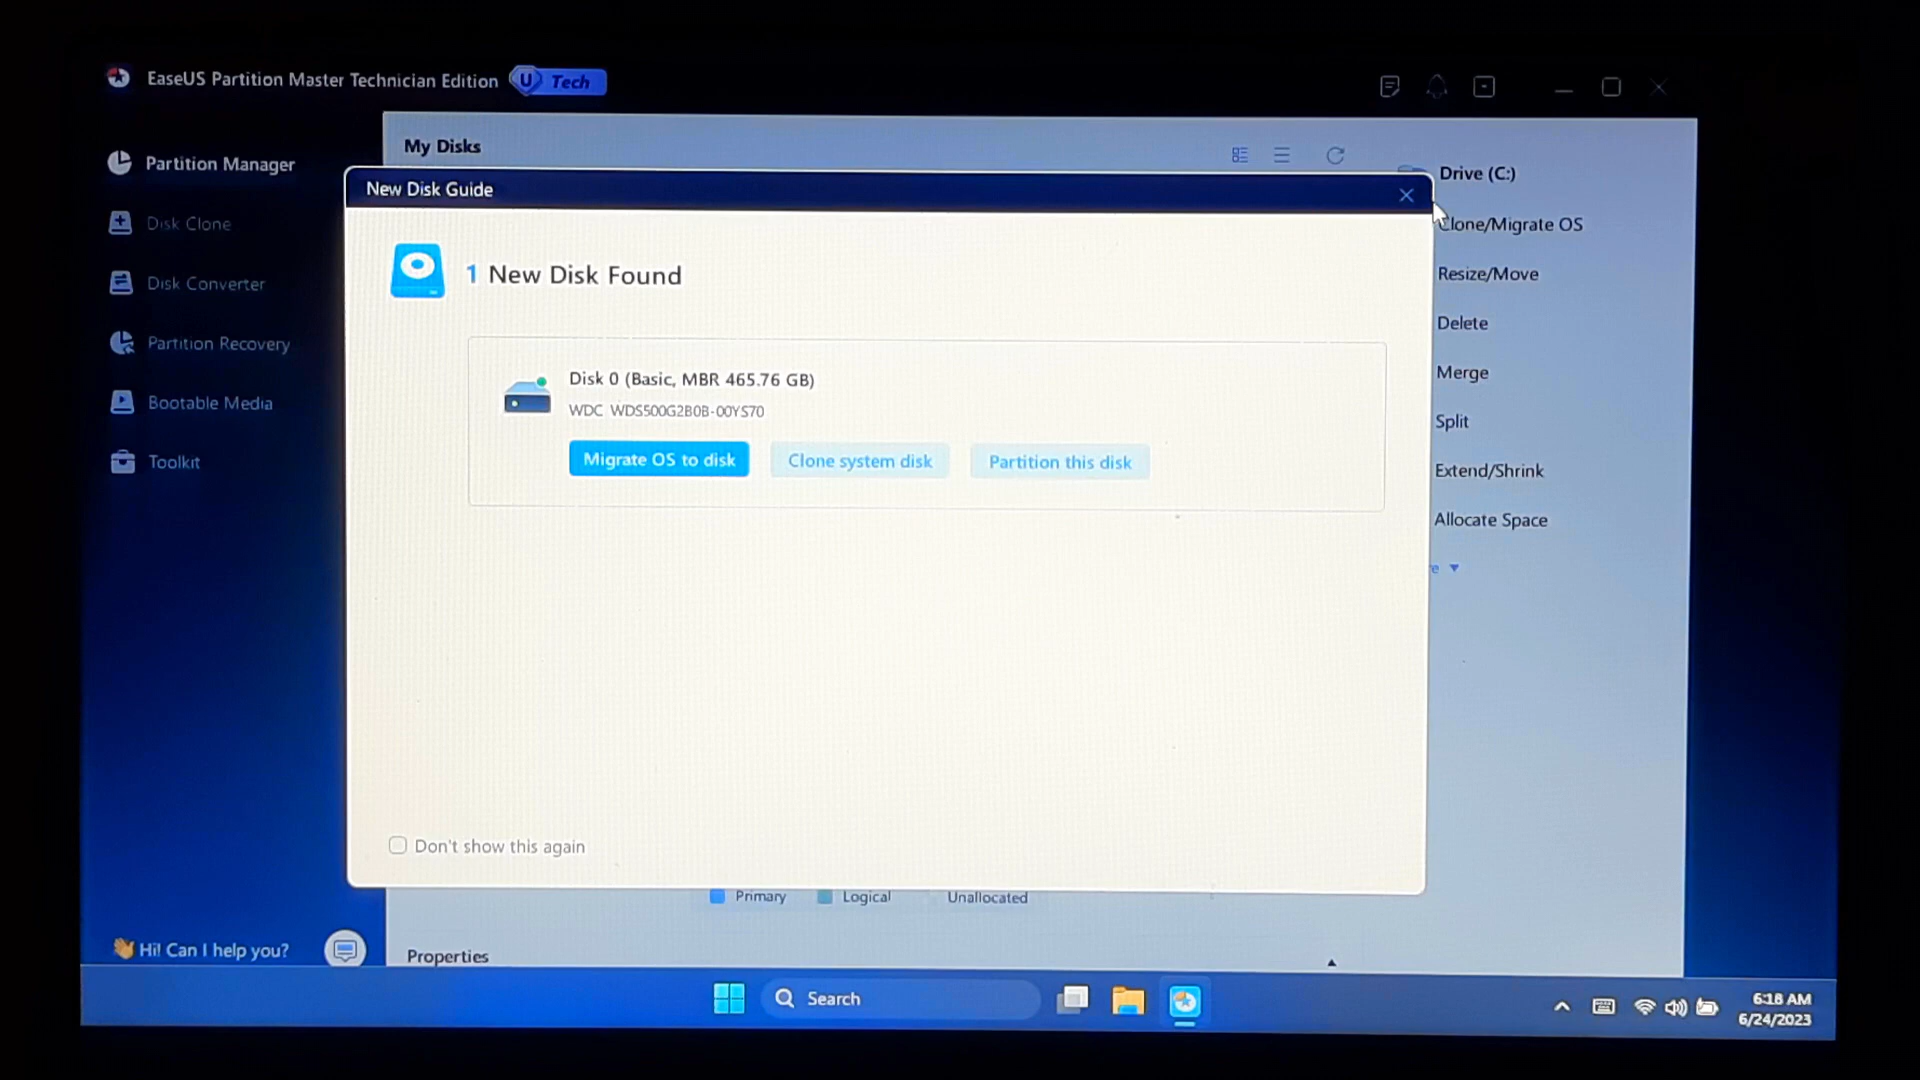 EaseUS Partition Master Technician Edition
U Tech
Partition Manager
Disk Clone
Disk Converter
Partition Recovery
Bootable Media
Toolkit
Hi! Can I help you?
My Disks
New Disk Guide
1 New Disk Found
Disk 0 (Basic, MBR 465.76 GB)
WDC WDS500G2B0B-00YS70
Migrate OS to disk
Clone system disk
Partition this disk
Don't show this again
Drive (C:)
Clone/Migrate OS
Resize/Move
Delete
Merge
Split
Extend/Shrink
Allocate Space
Primary
Logical
Unallocated
Properties
Search
6:18 AM
6/24/2023